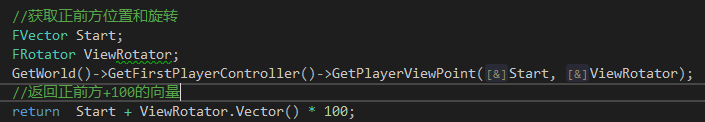 //获取正前方位置和旋转
FVector Start;
FRotator ViewRotator;
GetWorld()->GetFirstPlayerController()->GetPlayerViewPoint([&]Start, [&]ViewRotator);
//返回正前方+100的向量
return  Start + ViewRotator.Vector() * 100;